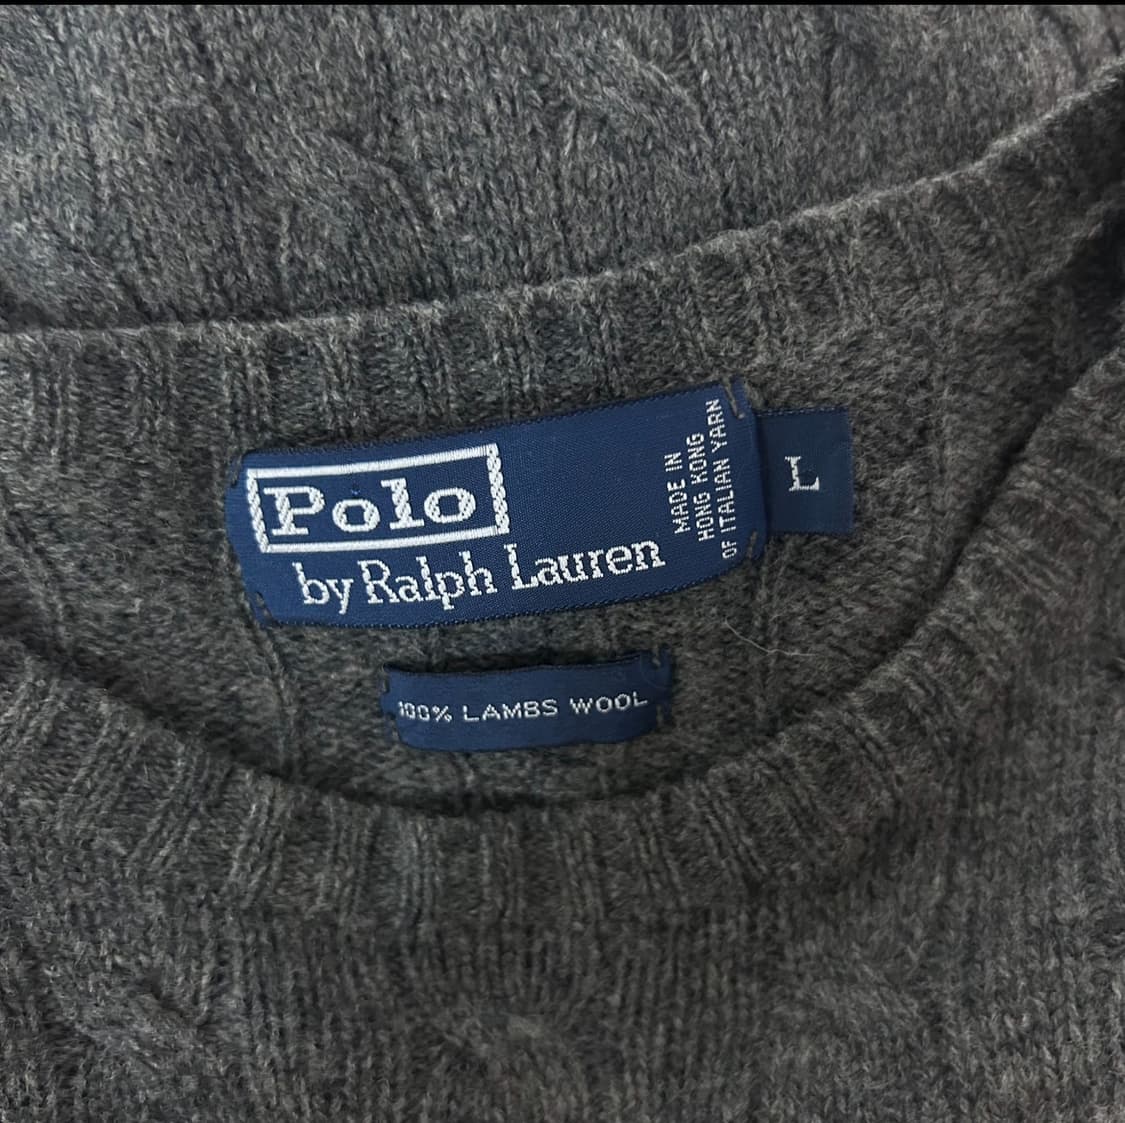 Polo
by Ralph Lauren
MADE IN
HONG KONG
OF ITALIAN YARN
L
100% LAMBS WOOL